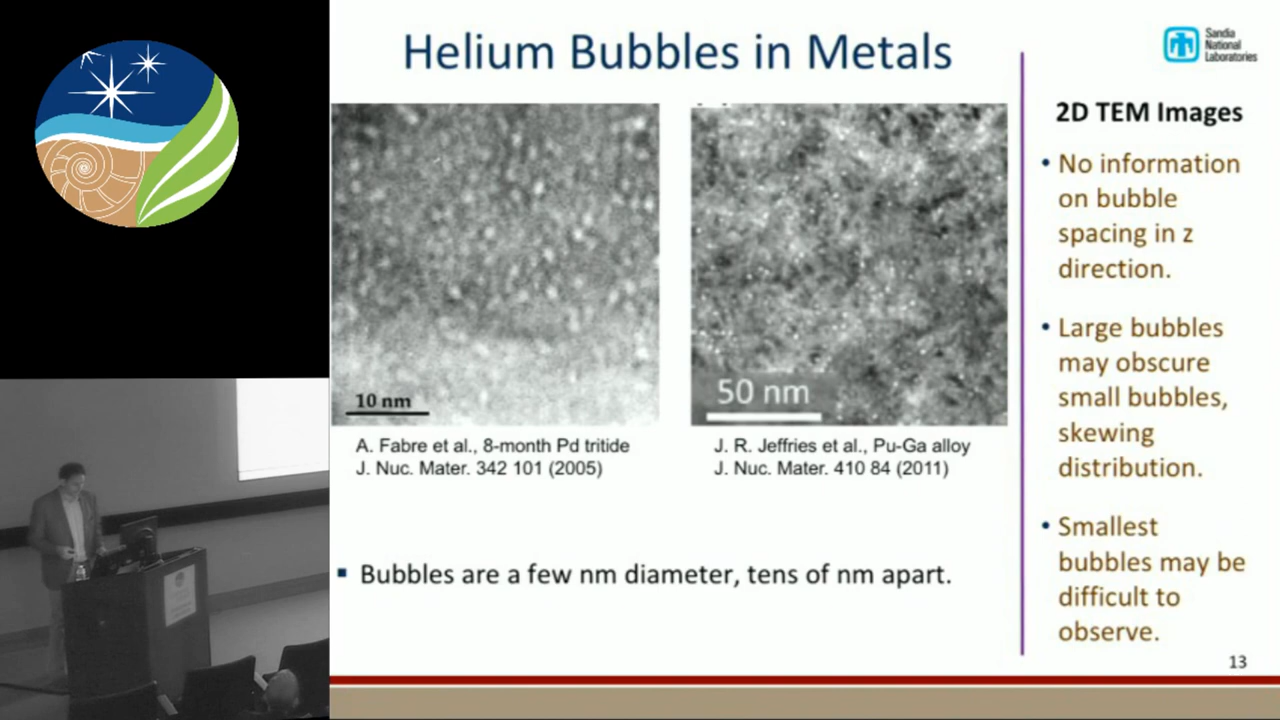 Helium Bubbles in Metals
Sandia
National
Laboratories
10 nm
50 nm
A. Fabre et al., 8-month Pd tritide
J. Nuc. Mater. 342 101 (2005)
J. R. Jeffries et al., Pu-Ga alloy
J. Nuc. Mater. 410 84 (2011)
▪ Bubbles are a few nm diameter, tens of nm apart.
2D TEM Images
• No information
on bubble
spacing in z
direction.
• Large bubbles
may obscure
small bubbles,
skewing
distribution.
• Smallest
bubbles may be
difficult to
observe.
13